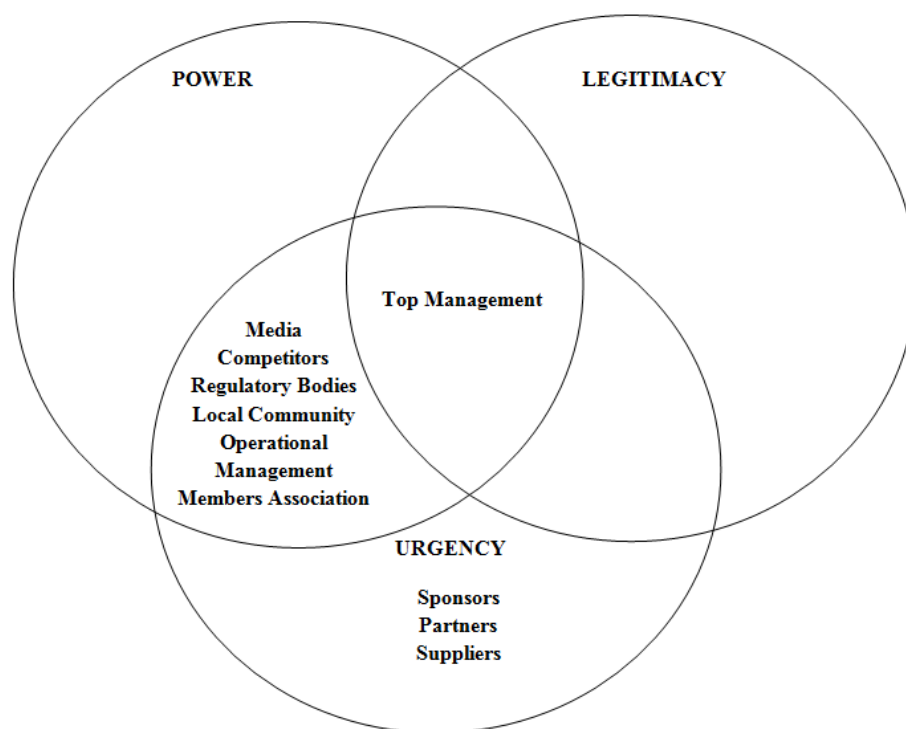 POWER
LEGITIMACY
Top Management
Media
Competitors
Regulatory Bodies
Local Community
Operational
Management
Members Association
URGENCY
Sponsors
Partners
Suppliers